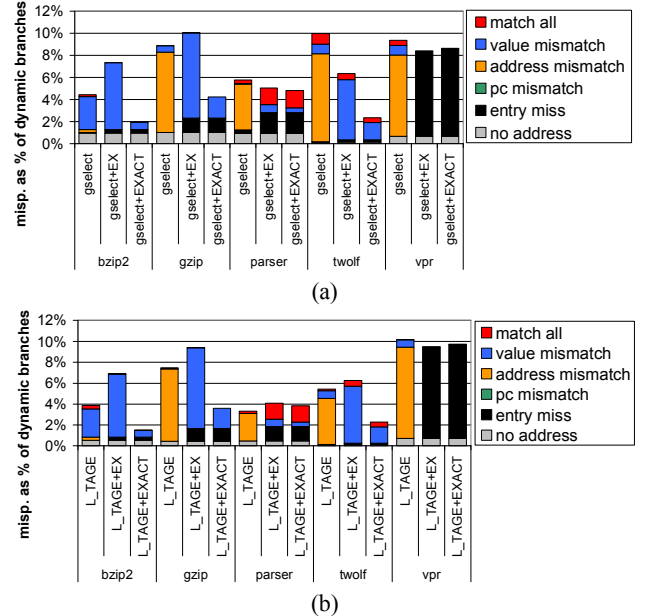 misp. as % of dynamic branches
12%
10%
8%
6%
4%
2%
0%
gselect
gselect+EX
gselect+EXACT
gselect
gselect+EX
gselect+EXACT
gselect
gselect+EX
gselect+EXACT
gselect
gselect+EX
gselect+EXACT
gselect
gselect+EX
gselect+EXACT
bzip2 gzip parser twolf vpr
match all
value mismatch
address mismatch
pc mismatch
entry miss
no address
(a)
misp. as % of dynamic branches
12%
10%
8%
6%
4%
2%
0%
L_TAGE
L_TAGE+EX
L_TAGE+EXACT
L_TAGE
L_TAGE+EX
L_TAGE+EXACT
L_TAGE
L_TAGE+EX
L_TAGE+EXACT
L_TAGE
L_TAGE+EX
L_TAGE+EXACT
L_TAGE
L_TAGE+EX
L_TAGE+EXACT
bzip2 gzip parser twolf vpr
match all
value mismatch
address mismatch
pc mismatch
entry miss
no address
(b)